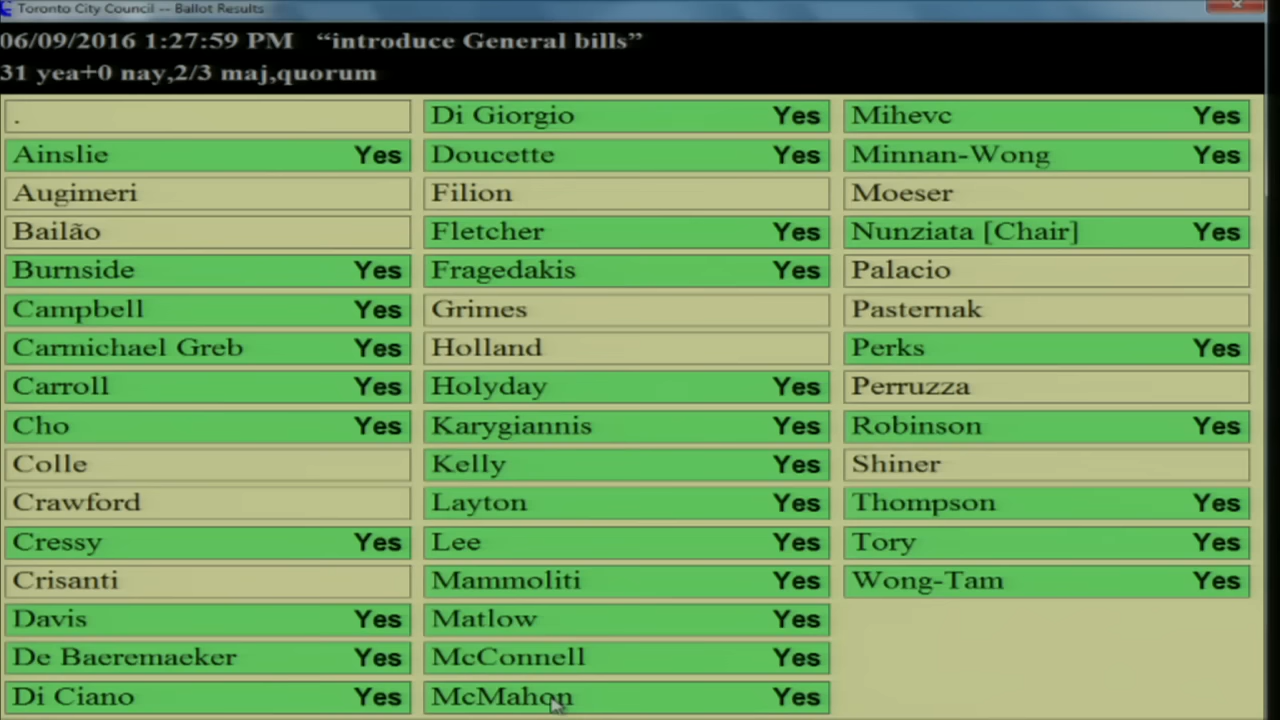 Toronto City Council -- Ballot Results
06/09/2016 1:27:59 PM “introduce General bills”
31 yea+0 nay,2/3 maj,quorum
.
Ainslie Yes
Augimeri
Bailão
Burnside Yes
Campbell Yes
Carmichael Greb Yes
Carroll Yes
Cho Yes
Colle
Crawford
Cressy Yes
Crisanti
Davis Yes
De Baeremaeker Yes
Di Ciano Yes
Di Giorgio Yes
Doucette Yes
Filion
Fletcher Yes
Fragedakis Yes
Grimes
Holland
Holyday Yes
Karygiannis Yes
Kelly Yes
Layton Yes
Lee Yes
Mammoliti Yes
Matlow Yes
McConnell Yes
McMahon Yes
Mihevc Yes
Minnan-Wong Yes
Moeser
Nunziata [Chair] Yes
Palacio
Pasternak
Perks Yes
Perruzza
Robinson Yes
Shiner
Thompson Yes
Tory Yes
Wong-Tam Yes